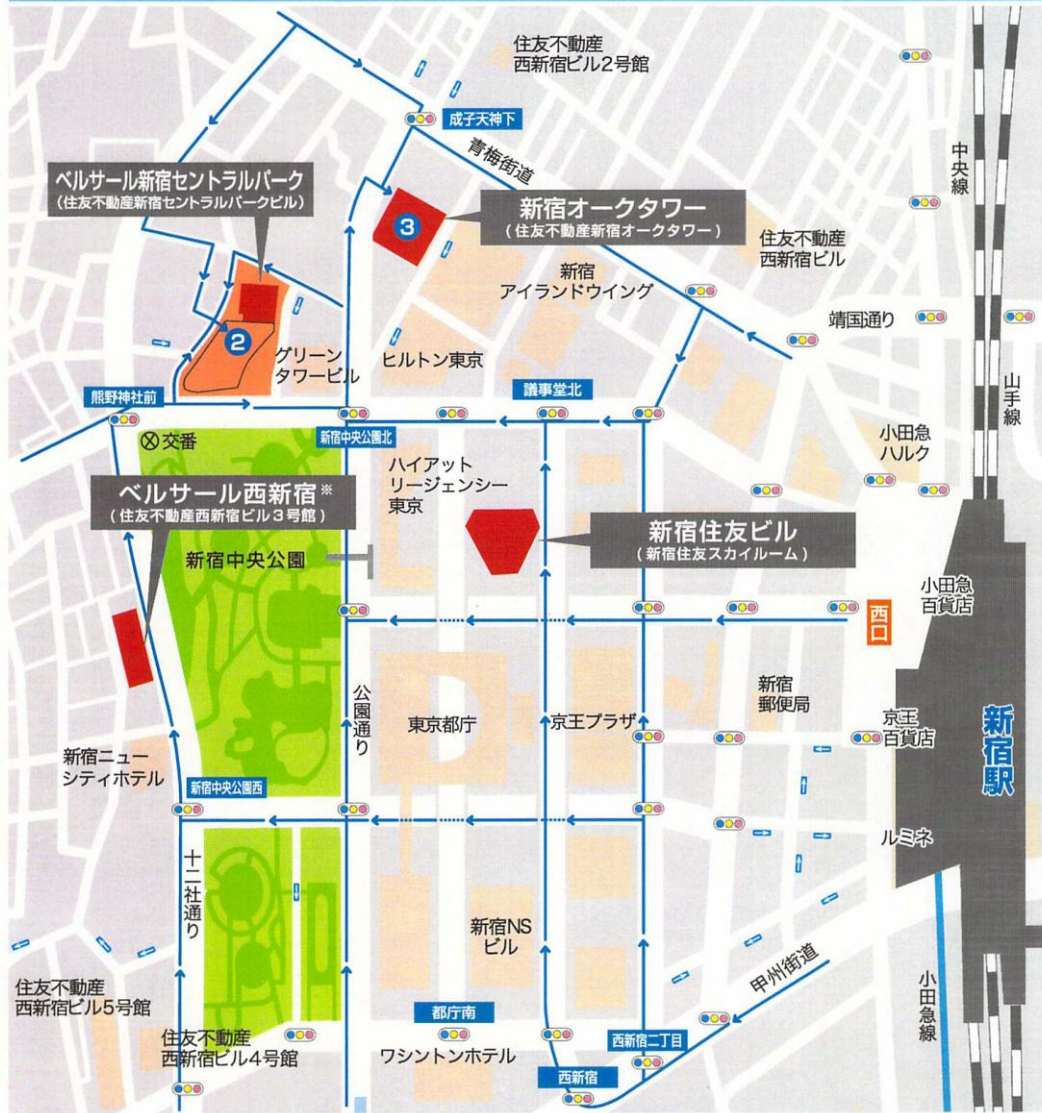 住友不動産
西新宿ビル2号館
成子天神下
青梅街道
中央線
ベルサール新宿セントラルパーク
(住友不動産新宿セントラルパークビル)
3
新宿オークタワー
(住友不動産新宿オークタワー)
住友不動産
西新宿ビル
新宿
アイランドウイング
靖国通り
2
グリーン
タワービル
ヒルトン東京
山手線
熊野神社前
議事堂北
新宿中央公園北
交番
小田急
ハルク
ハイアット
リージェンシー
東京
ベルサール西新宿※
(住友不動産西新宿ビル3号館)
新宿住友ビル
(新宿住友スカイルーム)
新宿中央公園
小田急
百貨店
西口
公園通り
東京都庁
京王プラザ
新宿
郵便局
京王
百貨店
新宿駅
新宿ニュー
シティホテル
新宿中央公園西
ルミネ
十二社通り
新宿NS
ビル
甲州街道
小田急線
住友不動産
西新宿ビル5号館
住友不動産
西新宿ビル4号館
都庁南
ワシントンホテル
西新宿二丁目
西新宿